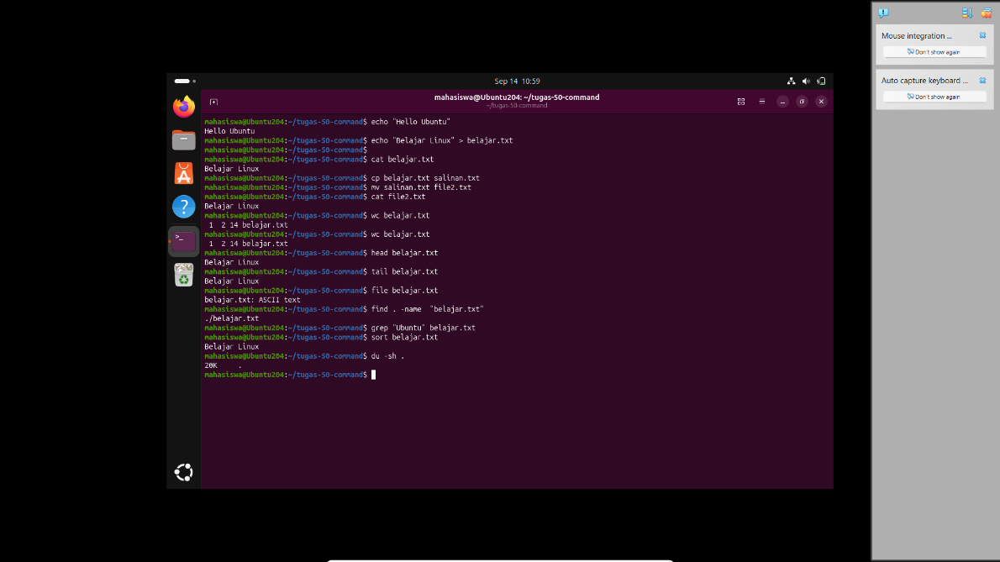 Sep 14 10:59
mahasiswa@Ubuntu204: ~/tugas-50-command
~/tugas-50-command
mahasiswa@Ubuntu204:~/tugas-50-command$ echo "Hello Ubuntu"
Hello Ubuntu
mahasiswa@Ubuntu204:~/tugas-50-command$ echo "Belajar Linux" > belajar.txt
mahasiswa@Ubuntu204:~/tugas-50-command$
mahasiswa@Ubuntu204:~/tugas-50-command$ cat belajar.txt
Belajar Linux
mahasiswa@Ubuntu204:~/tugas-50-command$ cp belajar.txt salinan.txt
mahasiswa@Ubuntu204:~/tugas-50-command$ mv salinan.txt file2.txt
mahasiswa@Ubuntu204:~/tugas-50-command$ cat file2.txt
Belajar Linux
mahasiswa@Ubuntu204:~/tugas-50-command$ wc belajar.txt
 1  2 14 belajar.txt
mahasiswa@Ubuntu204:~/tugas-50-command$ wc belajar.txt
 1  2 14 belajar.txt
mahasiswa@Ubuntu204:~/tugas-50-command$ head belajar.txt
Belajar Linux
mahasiswa@Ubuntu204:~/tugas-50-command$ tail belajar.txt
Belajar Linux
mahasiswa@Ubuntu204:~/tugas-50-command$ file belajar.txt
belajar.txt: ASCII text
mahasiswa@Ubuntu204:~/tugas-50-command$ find . -name  "belajar.txt"
./belajar.txt
mahasiswa@Ubuntu204:~/tugas-50-command$ grep "Ubuntu" belajar.txt
mahasiswa@Ubuntu204:~/tugas-50-command$ sort belajar.txt
Belajar Linux
mahasiswa@Ubuntu204:~/tugas-50-command$ du -sh .
20K     .
mahasiswa@Ubuntu204:~/tugas-50-command$
Mouse integration ...
Don't show again
Auto capture keyboard ...
Don't show again